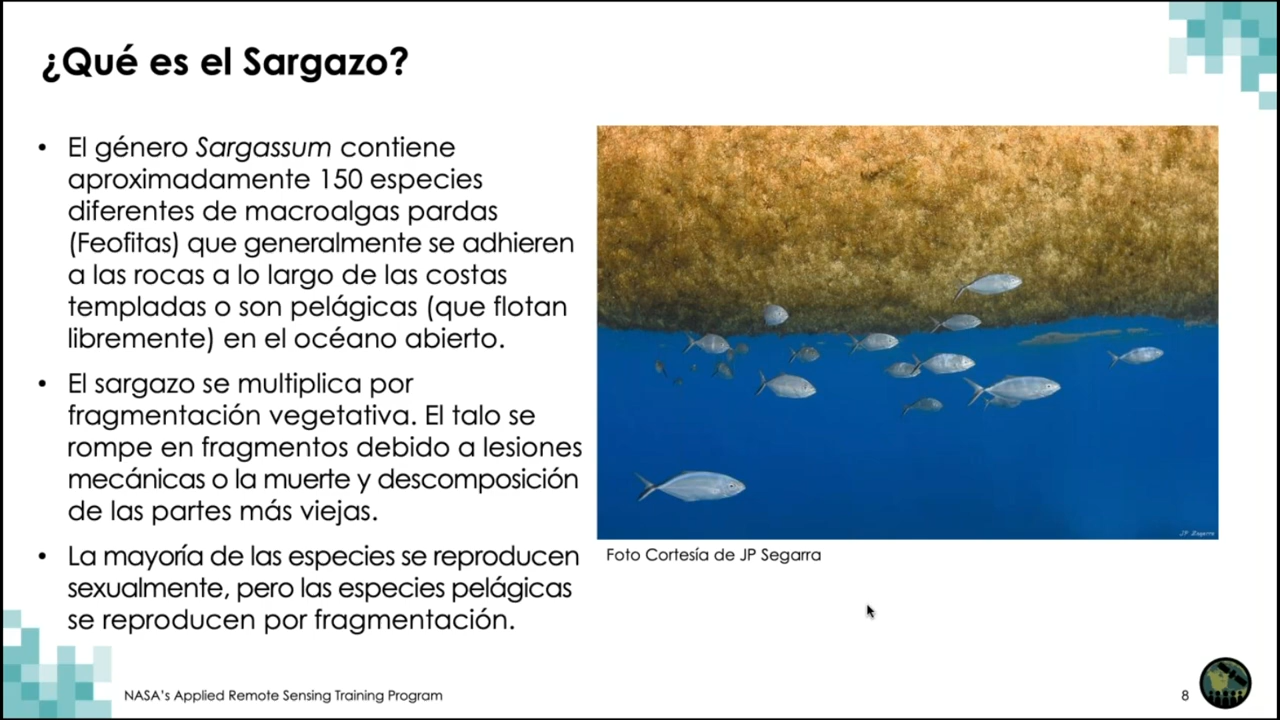 ¿Qué es el Sargazo?
• El género Sargassum contiene
aproximadamente 150 especies
diferentes de macroalgas pardas
(Feofitas) que generalmente se adhieren
a las rocas a lo largo de las costas
templadas o son pelágicas (que flotan
libremente) en el océano abierto.
• El sargazo se multiplica por
fragmentación vegetativa. El talo se
rompe en fragmentos debido a lesiones
mecánicas o la muerte y descomposición
de las partes más viejas.
• La mayoría de las especies se reproducen
sexualmente, pero las especies pelágicas
se reproducen por fragmentación.
JP Segarra
Foto Cortesía de JP Segarra
NASA's Applied Remote Sensing Training Program
8